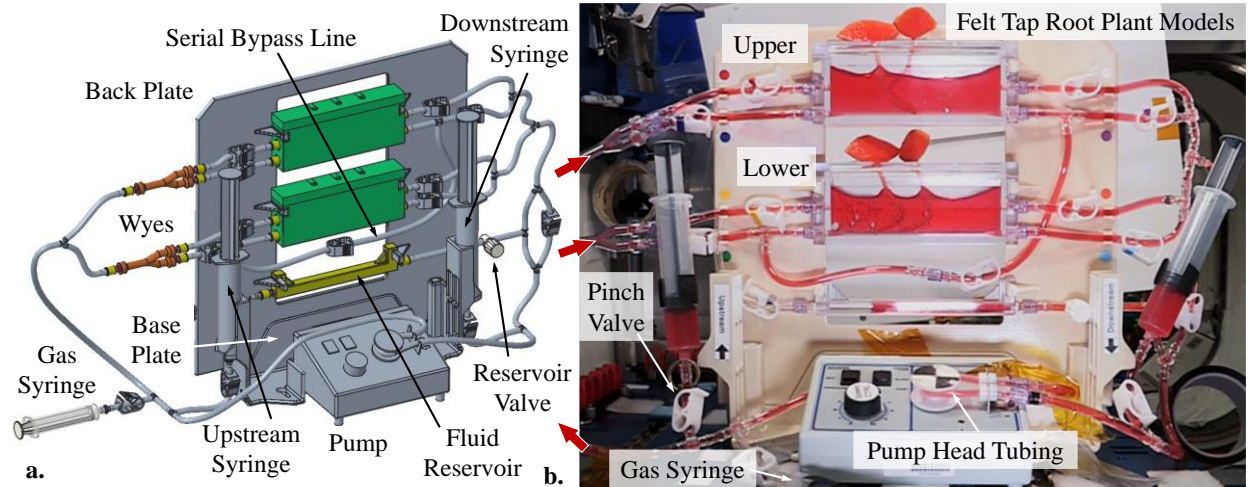 Serial Bypass Line
Downstream
Syringe
Back Plate
Wyes
Base
Plate
Gas
Syringe
Upstream
Syringe
Pump
Fluid
Reservoir
Reservoir
Valve
a.
Felt Tap Root Plant Models
Upper
Lower
Pinch
Valve
Upstream
Downstream
Pump Head Tubing
Gas Syringe
b.